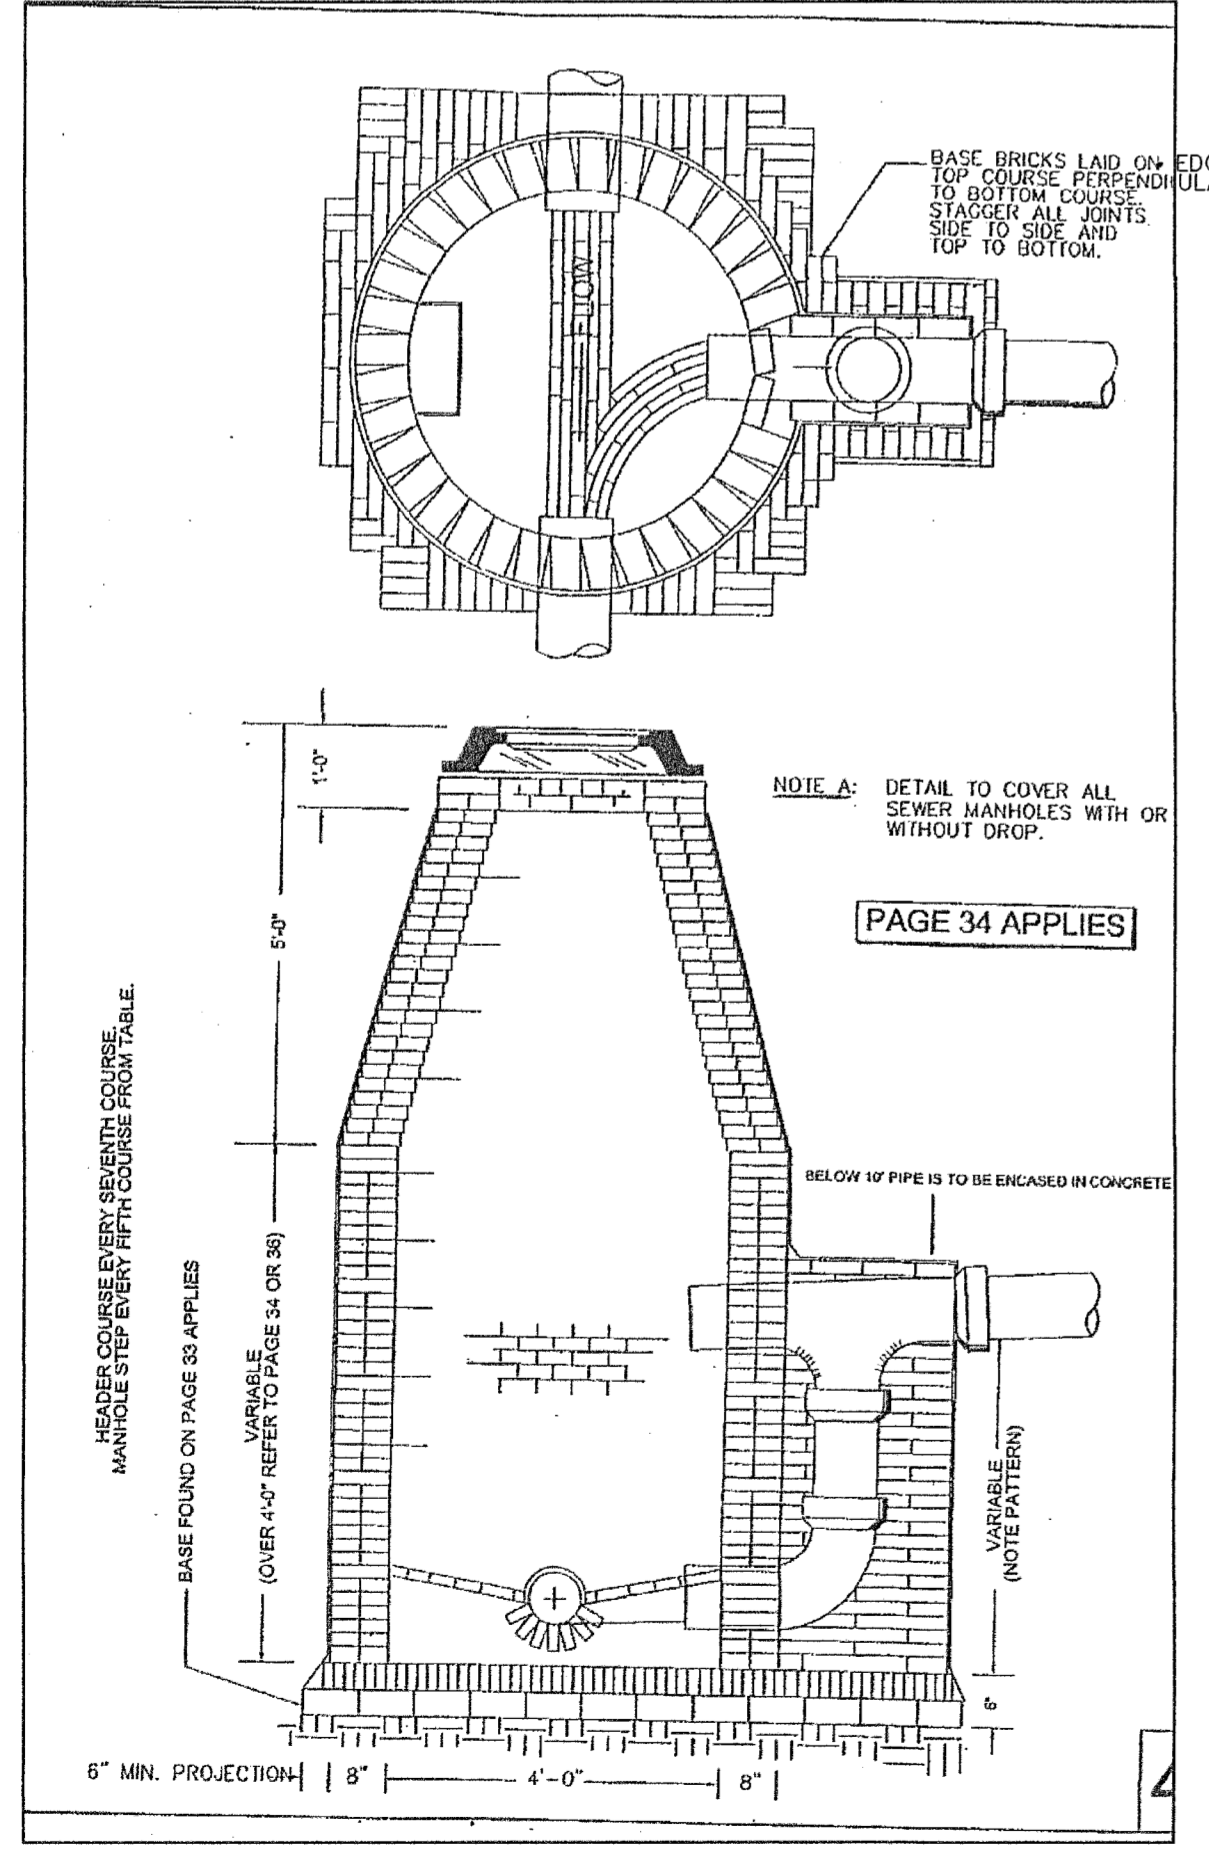 BASE BRICKS LAID ON EDG
TOP COURSE PERPENDICULA
TO BOTTOM COURSE.
STAGGER ALL JOINTS
SIDE TO SIDE AND
TOP TO BOTTOM.
FLOW
1'-0"
NOTE A: DETAIL TO COVER ALL
SEWER MANHOLES WITH OR
WITHOUT DROP.
PAGE 34 APPLIES
5'-0"
HEADER COURSE EVERY SEVENTH COURSE.
MANHOLE STEP EVERY FIFTH COURSE FROM TABLE.
BELOW 10' PIPE IS TO BE ENCASED IN CONCRETE
BASE FOUND ON PAGE 33 APPLIES
VARIABLE
(OVER 4'-0" REFER TO PAGE 34 OR 36)
VARIABLE
(NOTE PATTERN)
6"
6" MIN. PROJECTION
8"
4'-0"
8"